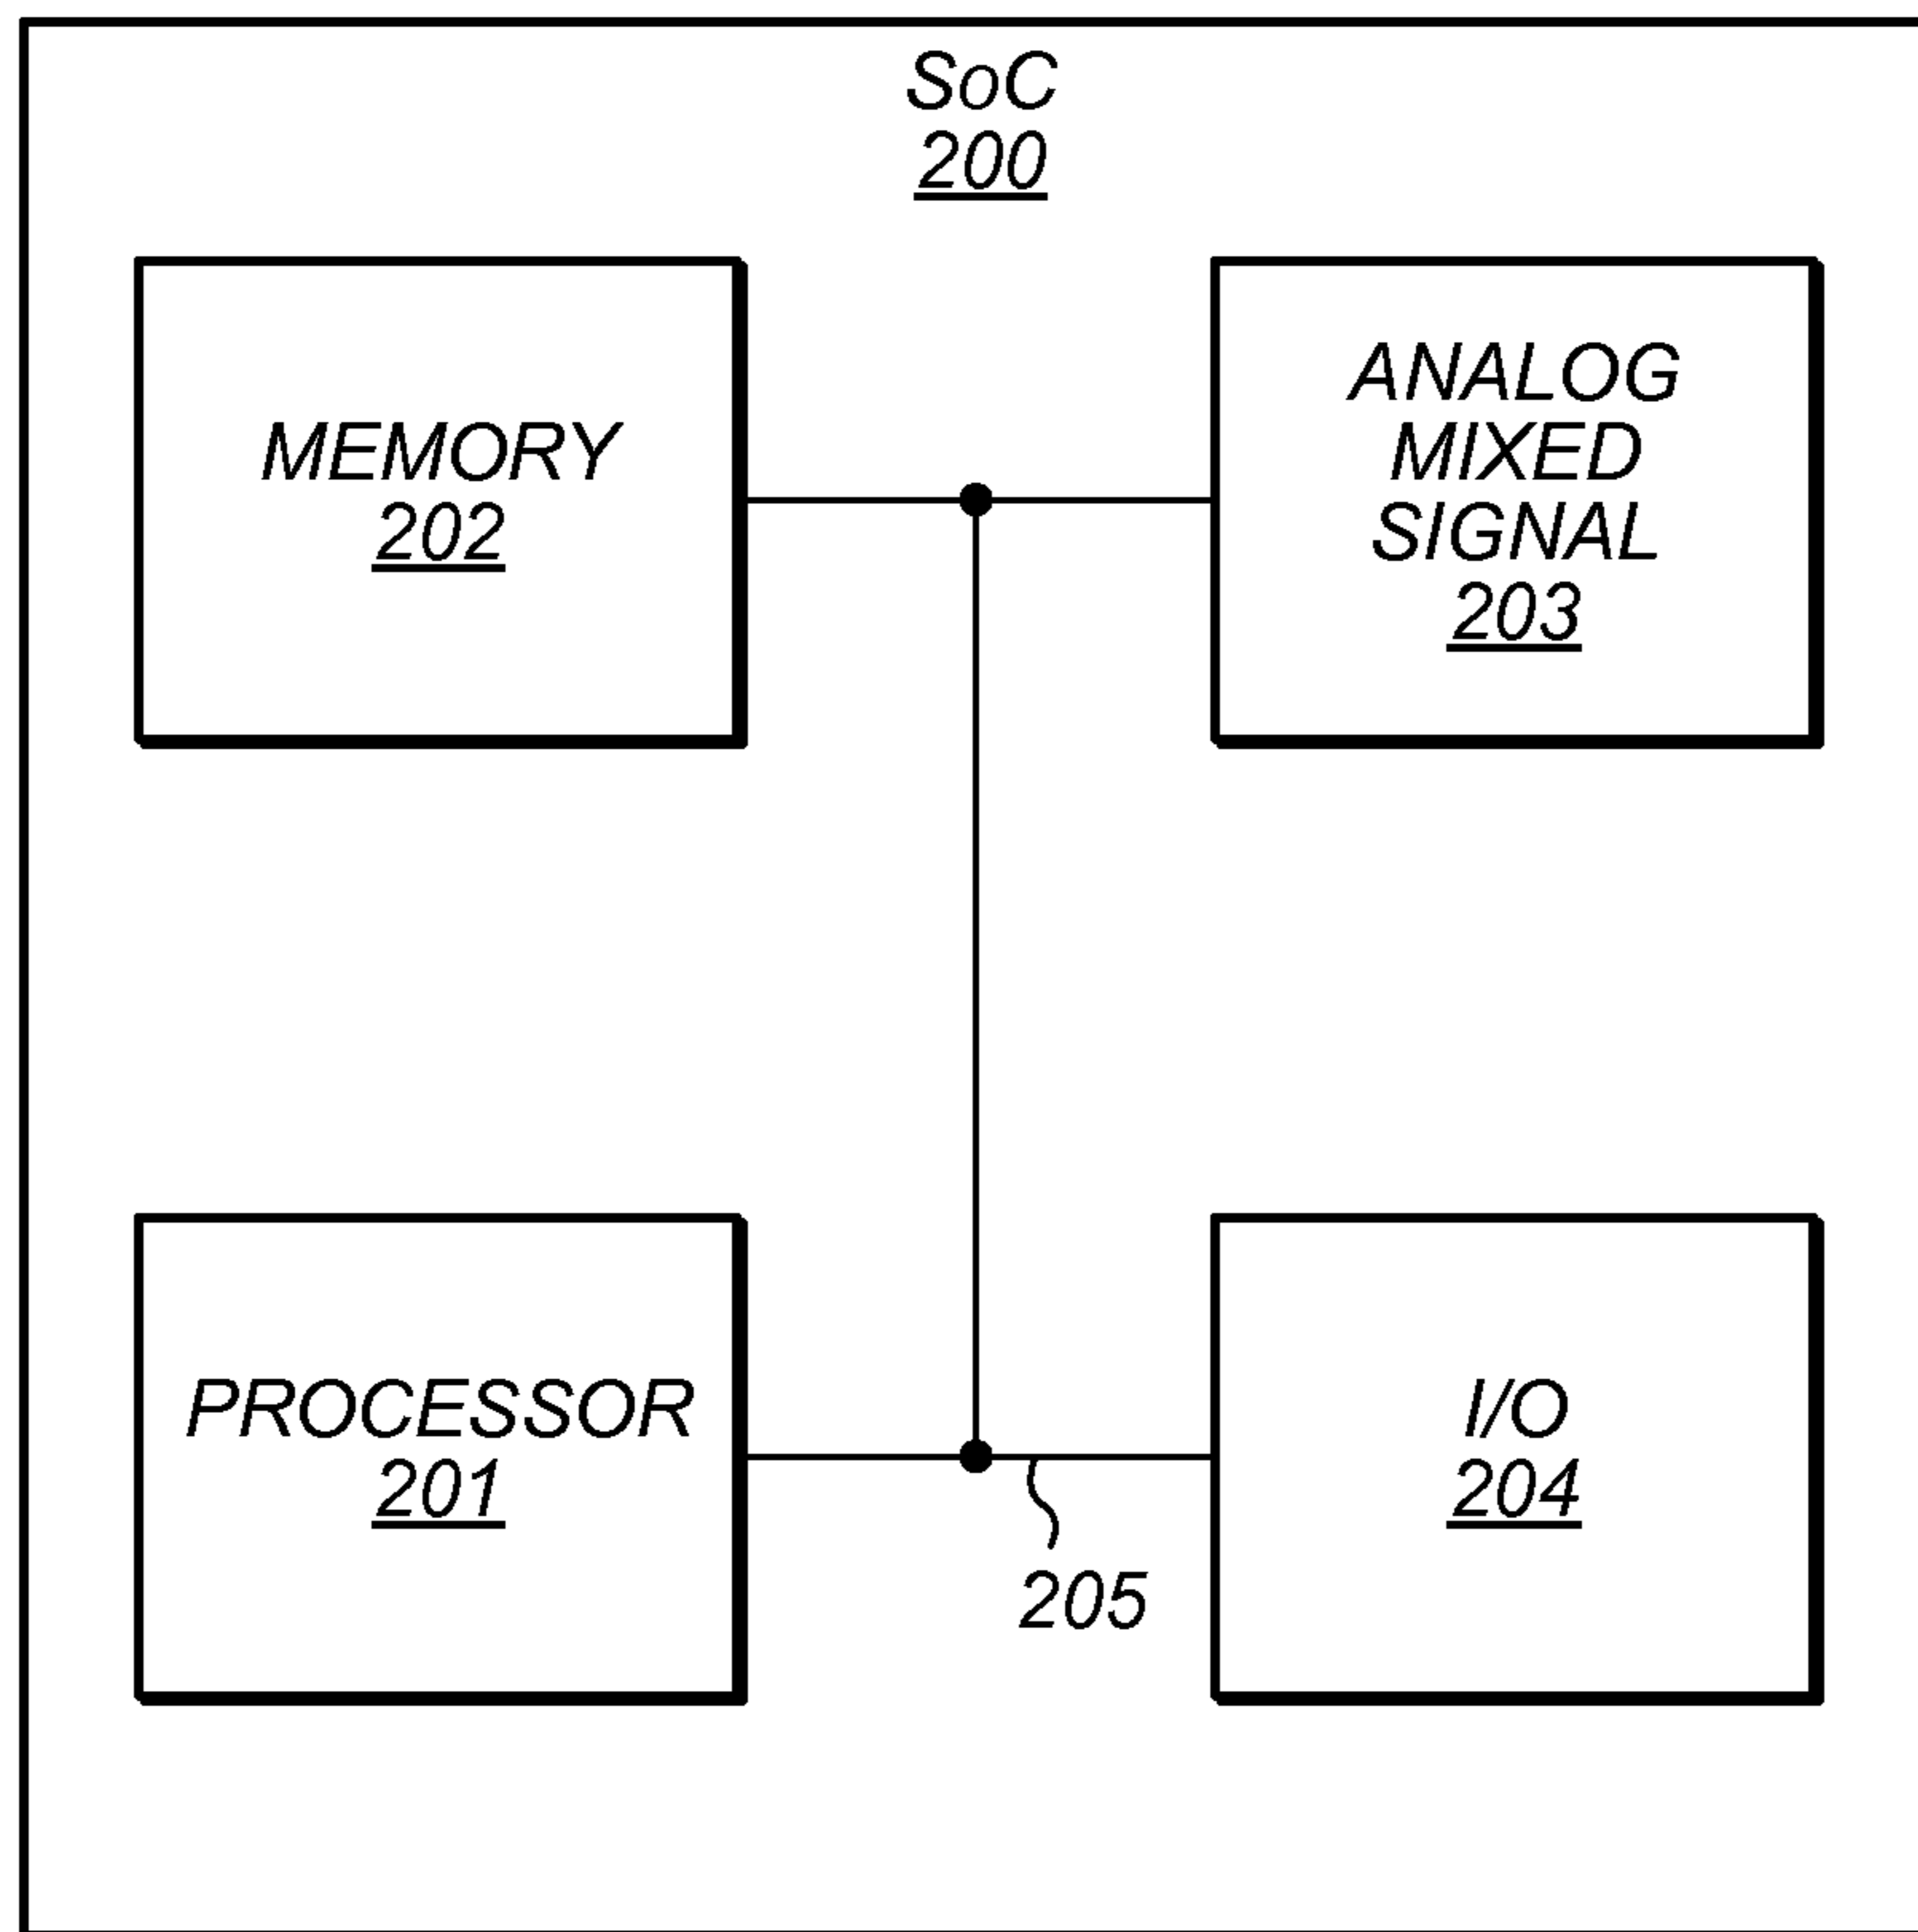 SoC
200
MEMORY
202
ANALOG
MIXED
SIGNAL
203
PROCESSOR
201
I/O
204
205